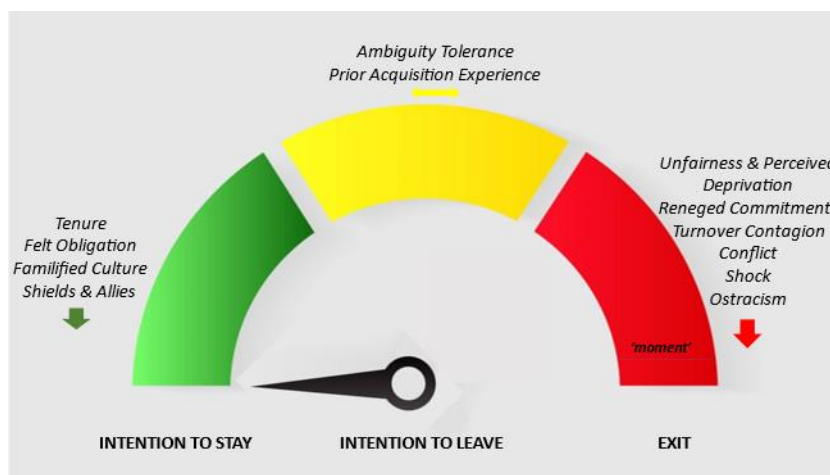 Ambiguity Tolerance
Prior Acquisition Experience
Unfairness & Perceived
Deprivation
Reneged Commitment
Turnover Contagion
Conflict
Shock
Ostracism
Tenure
Felt Obligation
Familified Culture
Shields & Allies
'moment'
INTENTION TO STAY
INTENTION TO LEAVE
EXIT